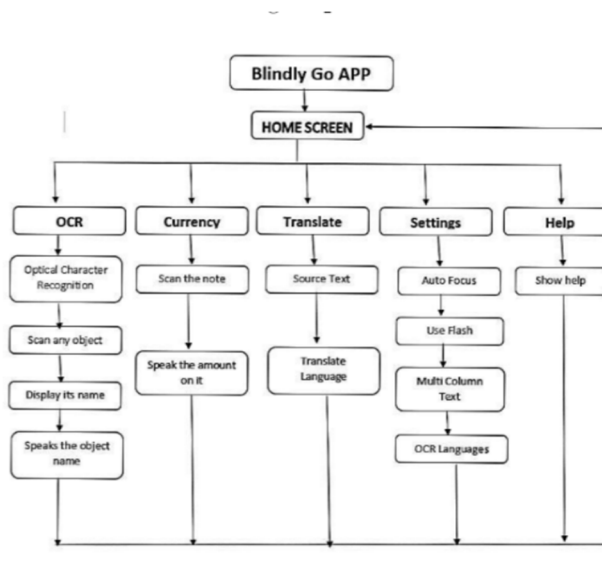 Blindly Go APP
HOME SCREEN
OCR
Currency
Translate
Settings
Help
Optical Character
Recognition
Scan the note
Source Text
Auto Focus
Show help
Scan any object
Use Flash
Speak the amount
on it
Translate
Language
Display its name
Multi Column
Text
Speaks the object
name
OCR Languages